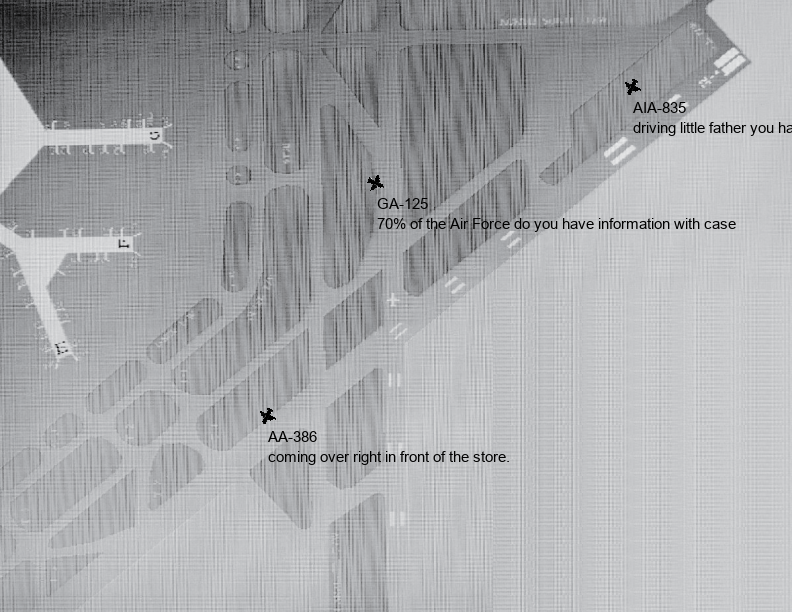 AIA-835
driving little father you ha
GA-125
70% of the Air Force do you have information with case
AA-386
coming over right in front of the store.